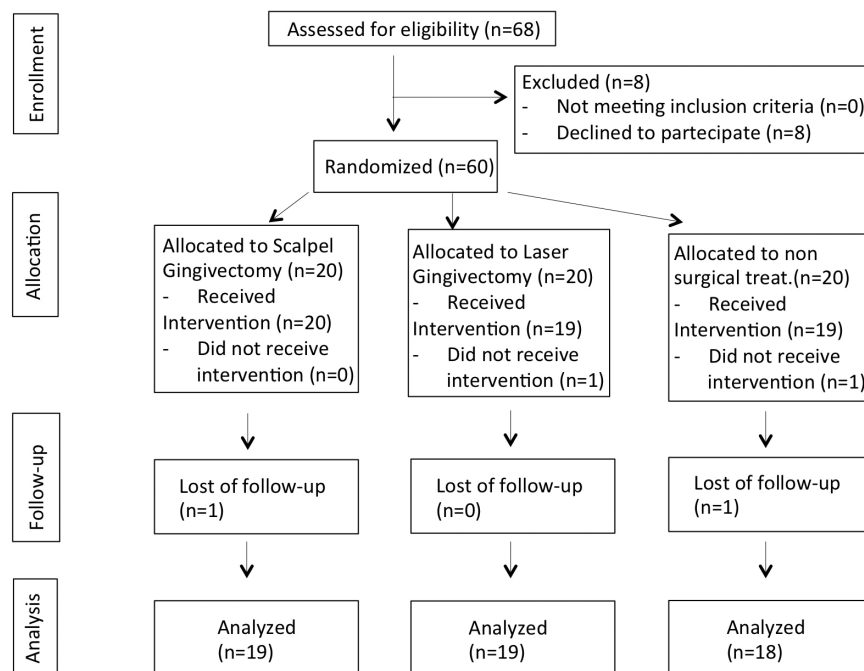 Enrollment
Assessed for eligibility (n=68)
Excluded (n=8)
- Not meeting inclusion criteria (n=0)
- Declined to partecipate (n=8)
Randomized (n=60)
Allocation
Allocated to Scalpel
Gingivectomy (n=20)
- Received
Intervention (n=20)
- Did not receive
intervention (n=0)
Allocated to Laser
Gingivectomy (n=20)
- Received
Intervention (n=19)
- Did not receive
intervention (n=1)
Allocated to non
surgical treat.(n=20)
- Received
Intervention (n=19)
- Did not receive
intervention (n=1)
Follow-up
Lost of follow-up
(n=1)
Lost of follow-up
(n=0)
Lost of follow-up
(n=1)
Analysis
Analyzed
(n=19)
Analyzed
(n=19)
Analyzed
(n=18)